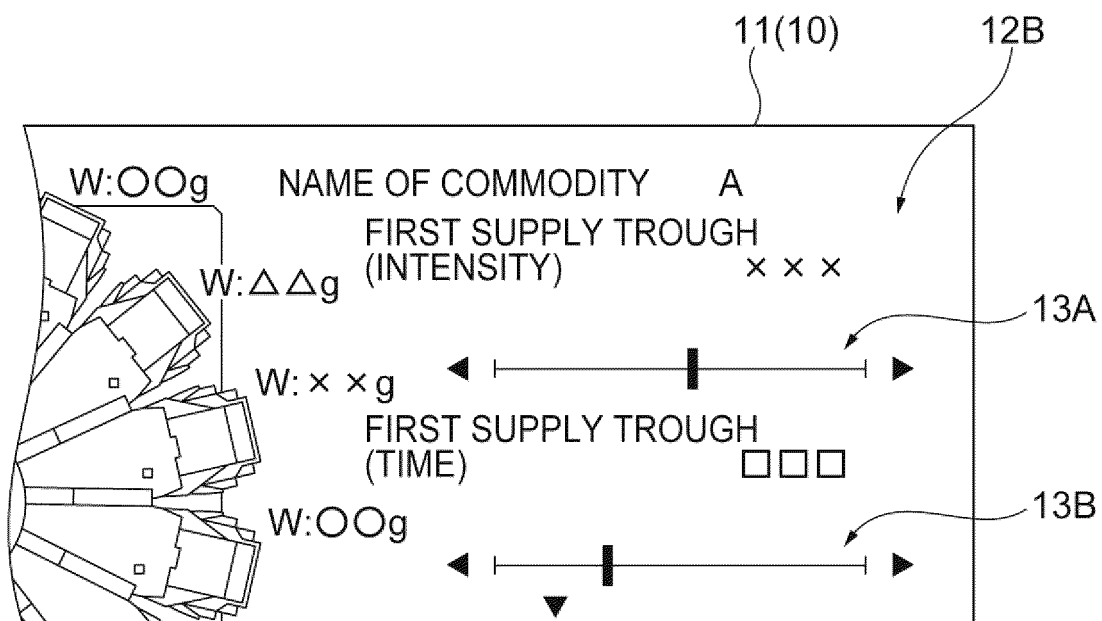 11(10) 12B
W:○○g NAME OF COMMODITY A
FIRST SUPPLY TROUGH
(INTENSITY) × × ×
W:△△g
13A
W:× ×g
FIRST SUPPLY TROUGH
(TIME) □□□
13B
W:○○g